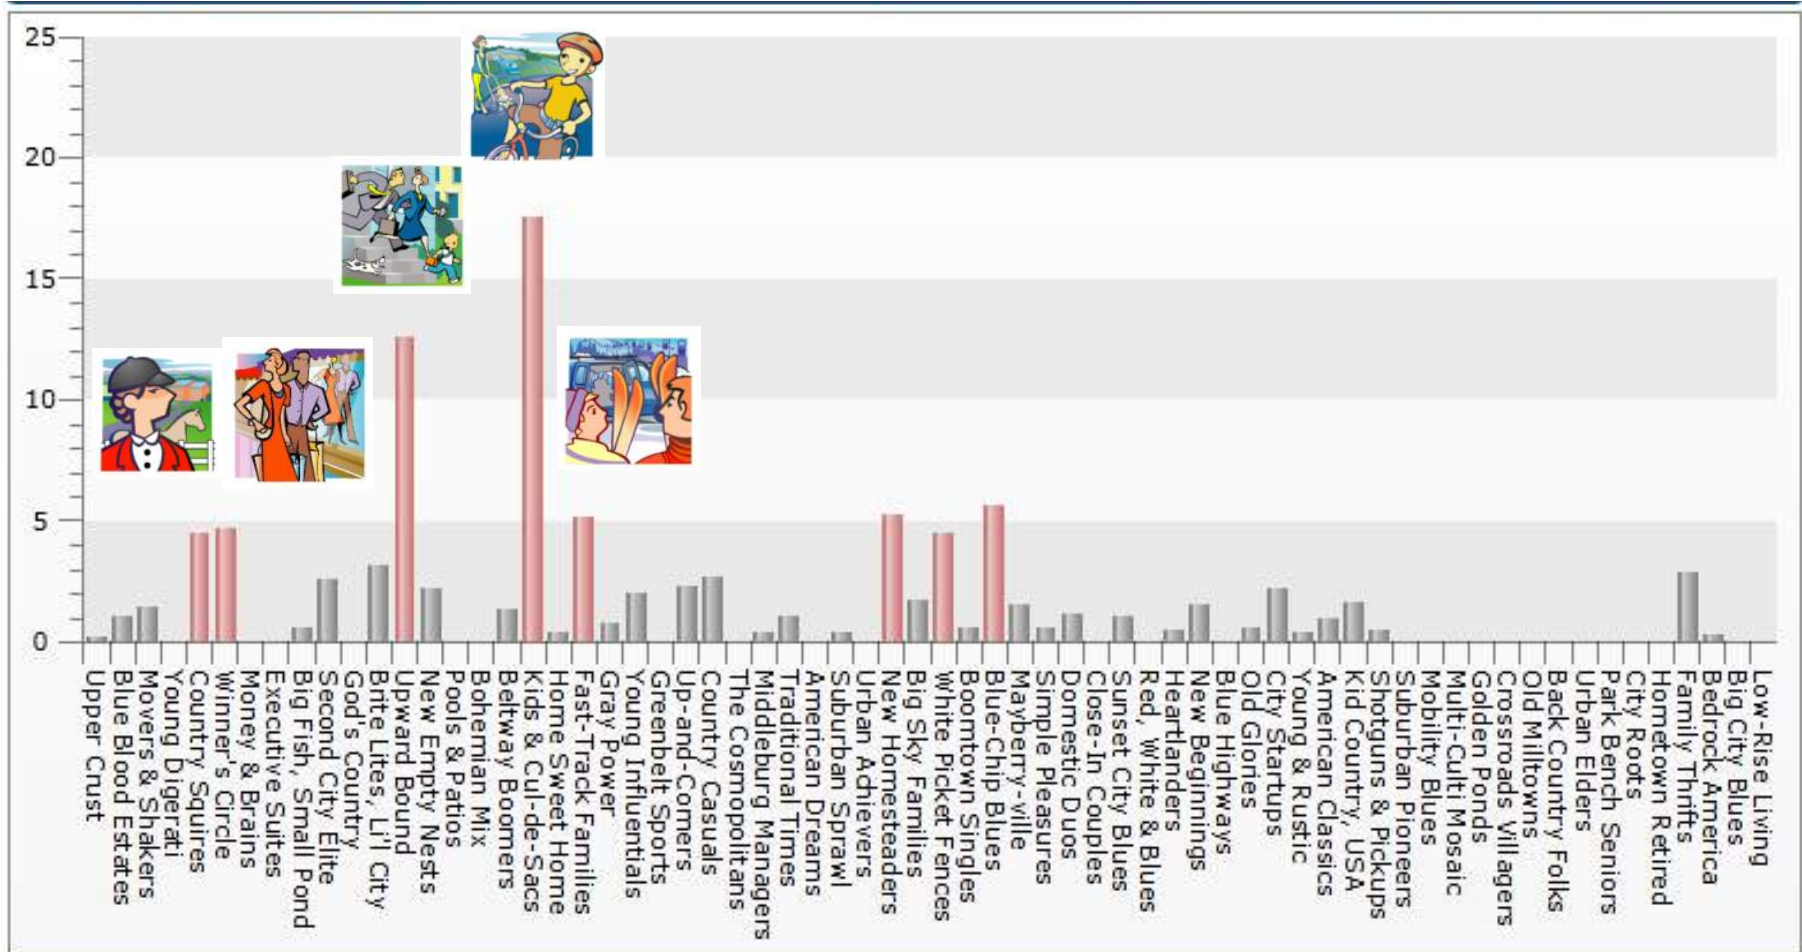 25
20
15
10
5
0
Upper Crust
Blue Blood Estates
Movers & Shakers
Young Digerati
Country Squires
Winner's Circle
Money & Brains
Executive Suites
Big Fish, Small Pond
Second City Elite
God's Country
Brite Lites, Li'l City
Upward Bound
New Empty Nests
Pools & Patios
Bohemian Mix
Beltway Boomers
Kids & Cul-de-Sacs
Home Sweet Home
Fast-Track Families
Gray Power
Young Influentials
Greenbelt Sports
Up-and-Comers
Country Casuals
The Cosmopolitans
Middleburg Managers
Traditional Times
American Dreams
Suburban Sprawl
Urban Achievers
New Homesteaders
Big Sky Families
White Picket Fences
Boomtown Singles
Blue-Chip Blues
Mayberry-ville
Simple Pleasures
Domestic Duos
Close-In Couples
Sunset City Blues
Red, White & Blues
Heartlanders
New Beginnings
Blue Highways
Old Glories
City Startups
Young & Rustic
American Classics
Kid Country, USA
Shotguns & Pickups
Suburban Pioneers
Mobility Blues
Multi-Culti Mosaic
Golden Ponds
Crossroads Villagers
Old Milltowns
Back Country Folks
Urban Elders
Park Bench Seniors
City Roots
Hometown Retired
Family Thrifts
Bedrock America
Big City Blues
Low-Rise Living